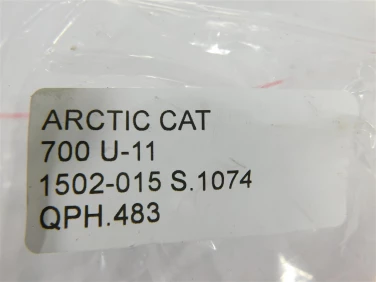 ARCTIC CAT
700 U-11
1502-015 S.1074
QPH.483